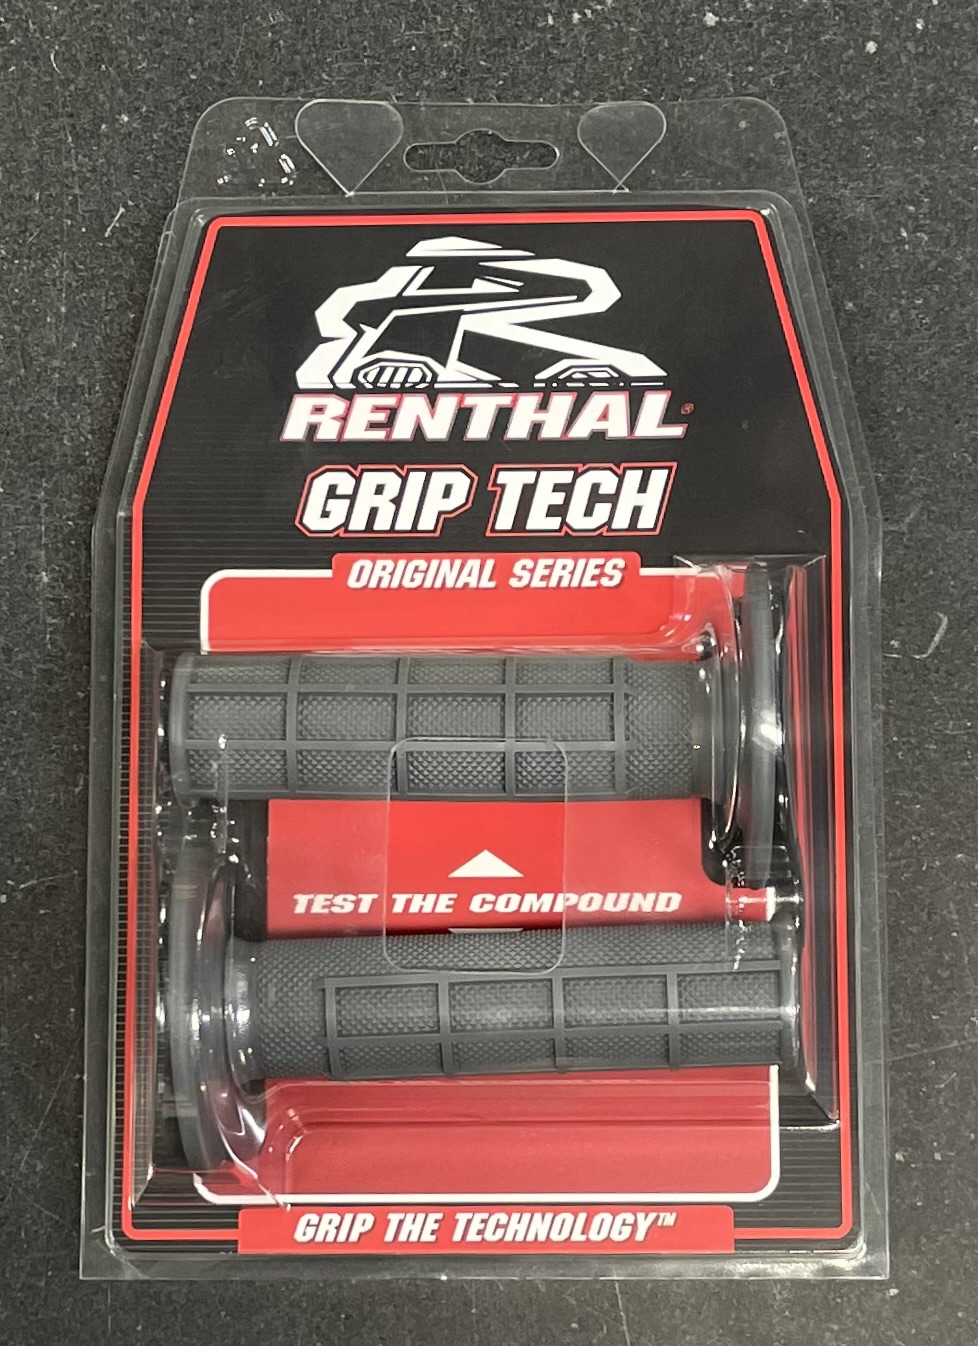 RENTHAL®
GRIP TECH
ORIGINAL SERIES
TEST THE COMPOUND
GRIP THE TECHNOLOGY™